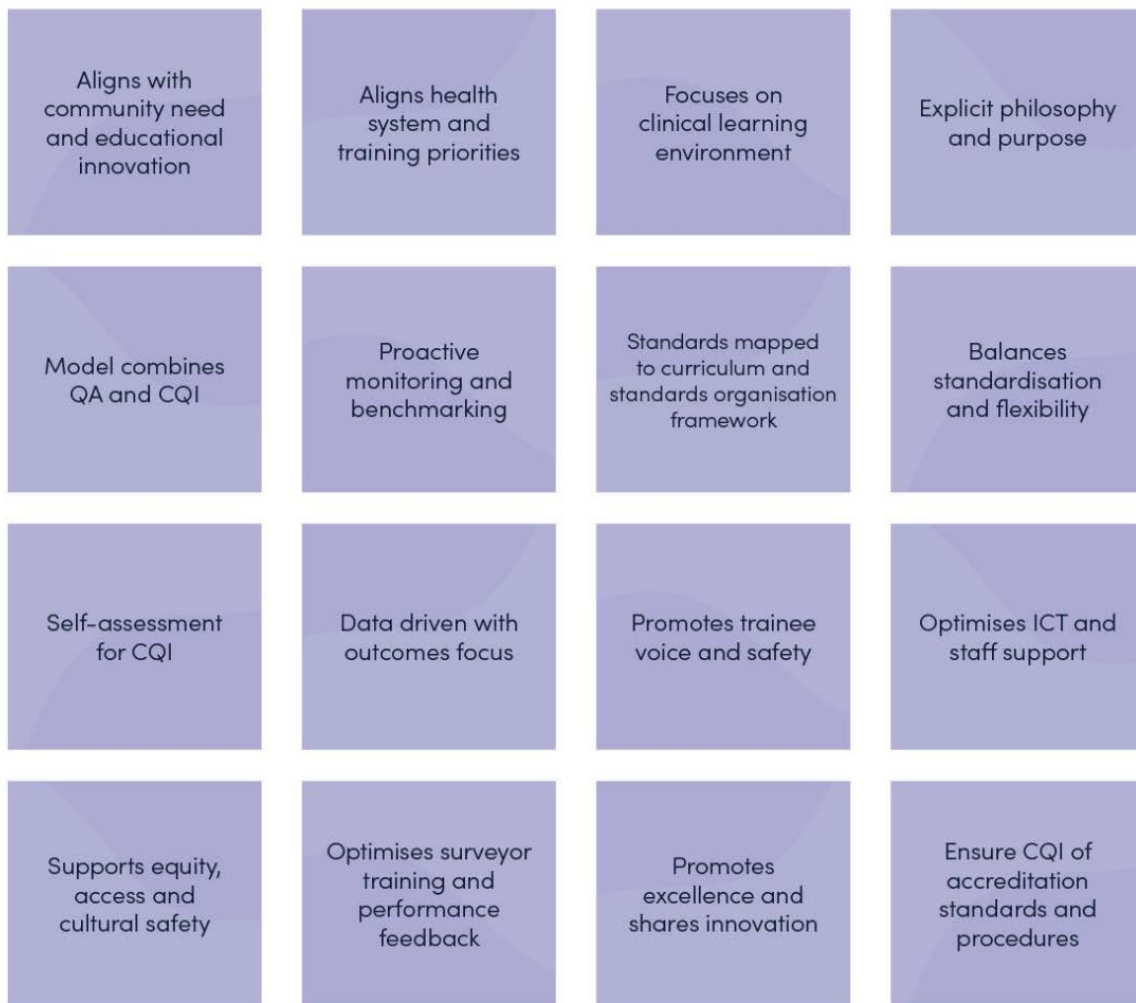 Aligns with
community need
and educational
innovation
Aligns health
system and
training priorities
Focuses on
clinical learning
environment
Explicit philosophy
and purpose
Model combines
QA and CQI
Proactive
monitoring and
benchmarking
Standards mapped
to curriculum and
standards organisation
framework
Balances
standardisation
and flexibility
Self-assessment
for CQI
Data driven with
outcomes focus
Promotes trainee
voice and safety
Optimises ICT and
staff support
Supports equity,
access and
cultural safety
Optimises surveyor
training and
performance
feedback
Promotes
excellence and
shares innovation
Ensure CQI of
accreditation
standards and
procedures